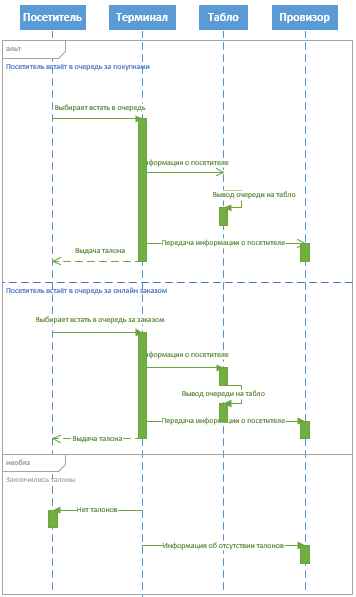 Посетитель
Терминал
Табло
Провизор
альт
Посетитель встаёт в очередь за покупками
Выбирает встать в очередь
нформация о посетителе
Вывод очереди на табло
Передача информации о посетителе
Выдача талона
Посетитель встаёт в очередь за онлайн заказом
Выбирает встать в очередь за заказом
нформация о посетителе
Вывод очереди на табло
Передача информации о посетителе
Выдача талона
необяз
Закончились талоны
Нет талонов
Информация об отсутствии талонов